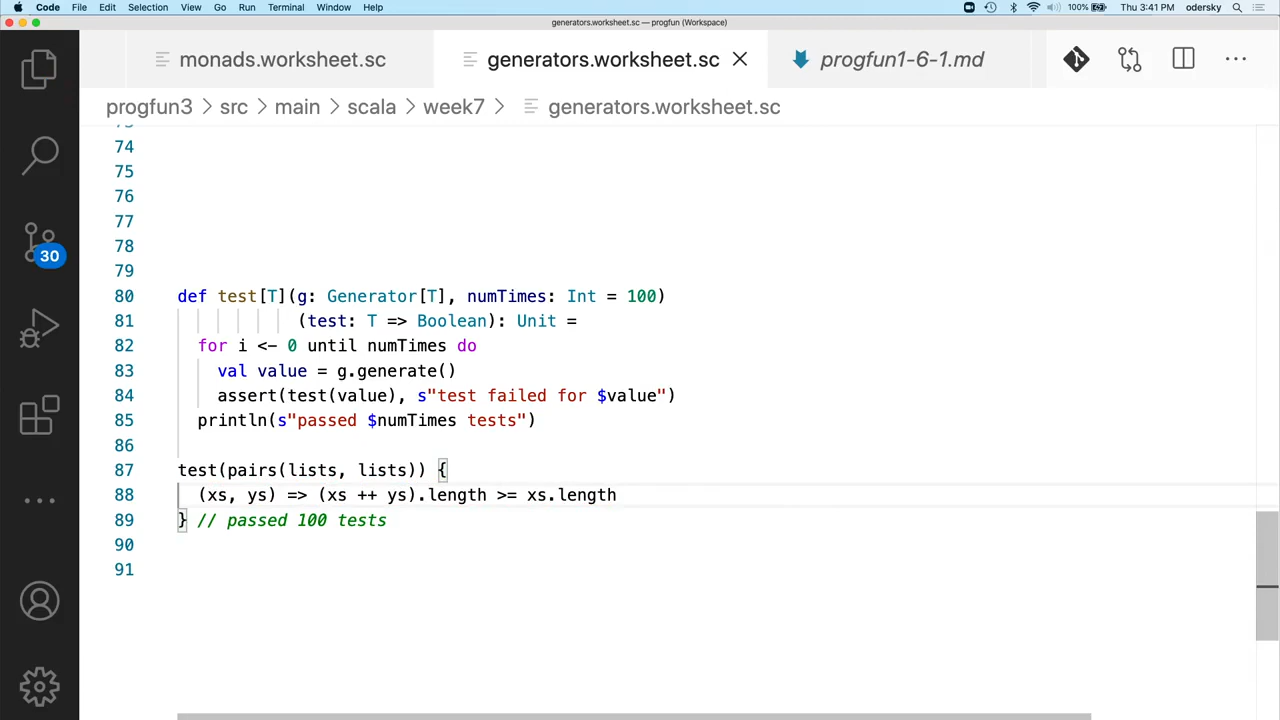 Code File Edit Selection View Go Run Terminal Window Help 100% Thu 3:41 PM odersky
generators.worksheet.sc — progfun (Workspace)
monads.worksheet.sc generators.worksheet.sc progfun1-6-1.md
progfun3 > src > main > scala > week7 > generators.worksheet.sc
73
74
75
76
77
78
79
80 def test[T](g: Generator[T], numTimes: Int = 100)
81 (test: T => Boolean): Unit =
82 for i <- 0 until numTimes do
83 val value = g.generate()
84 assert(test(value), s"test failed for $value")
85 println(s"passed $numTimes tests")
86
87 test(pairs(lists, lists)) {
88 (xs, ys) => (xs ++ ys).length >= xs.length
89 } // passed 100 tests
90
91
30